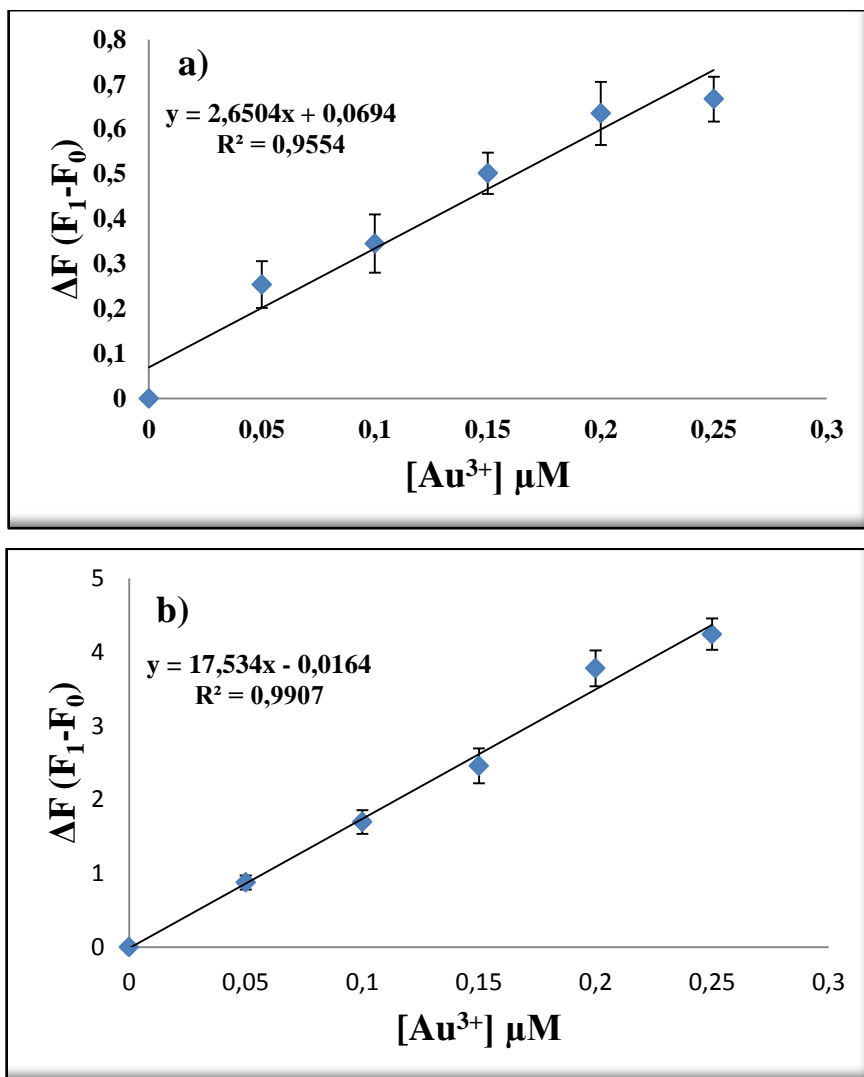 a)
y = 2,6504x + 0,0694
R² = 0,9554
ΔF (F₁-F₀)
0,8
0,7
0,6
0,5
0,4
0,3
0,2
0,1
0
0 0,05 0,1 0,15 0,2 0,25 0,3
[Au³⁺] µM
b)
y = 17,534x - 0,0164
R² = 0,9907
ΔF (F₁-F₀)
5
4
3
2
1
0
0 0,05 0,1 0,15 0,2 0,25 0,3
[Au³⁺] µM